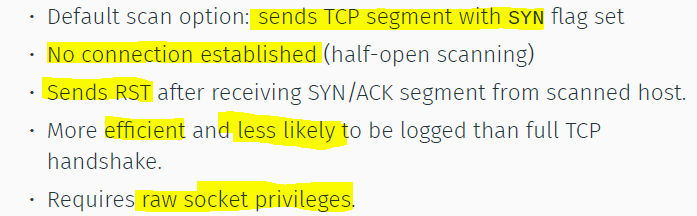 · Default scan option: sends TCP segment with SYN flag set
· No connection established (half-open scanning)
· Sends RST after receiving SYN/ACK segment from scanned host.
· More efficient and less likely to be logged than full TCP
handshake.
· Requires raw socket privileges.